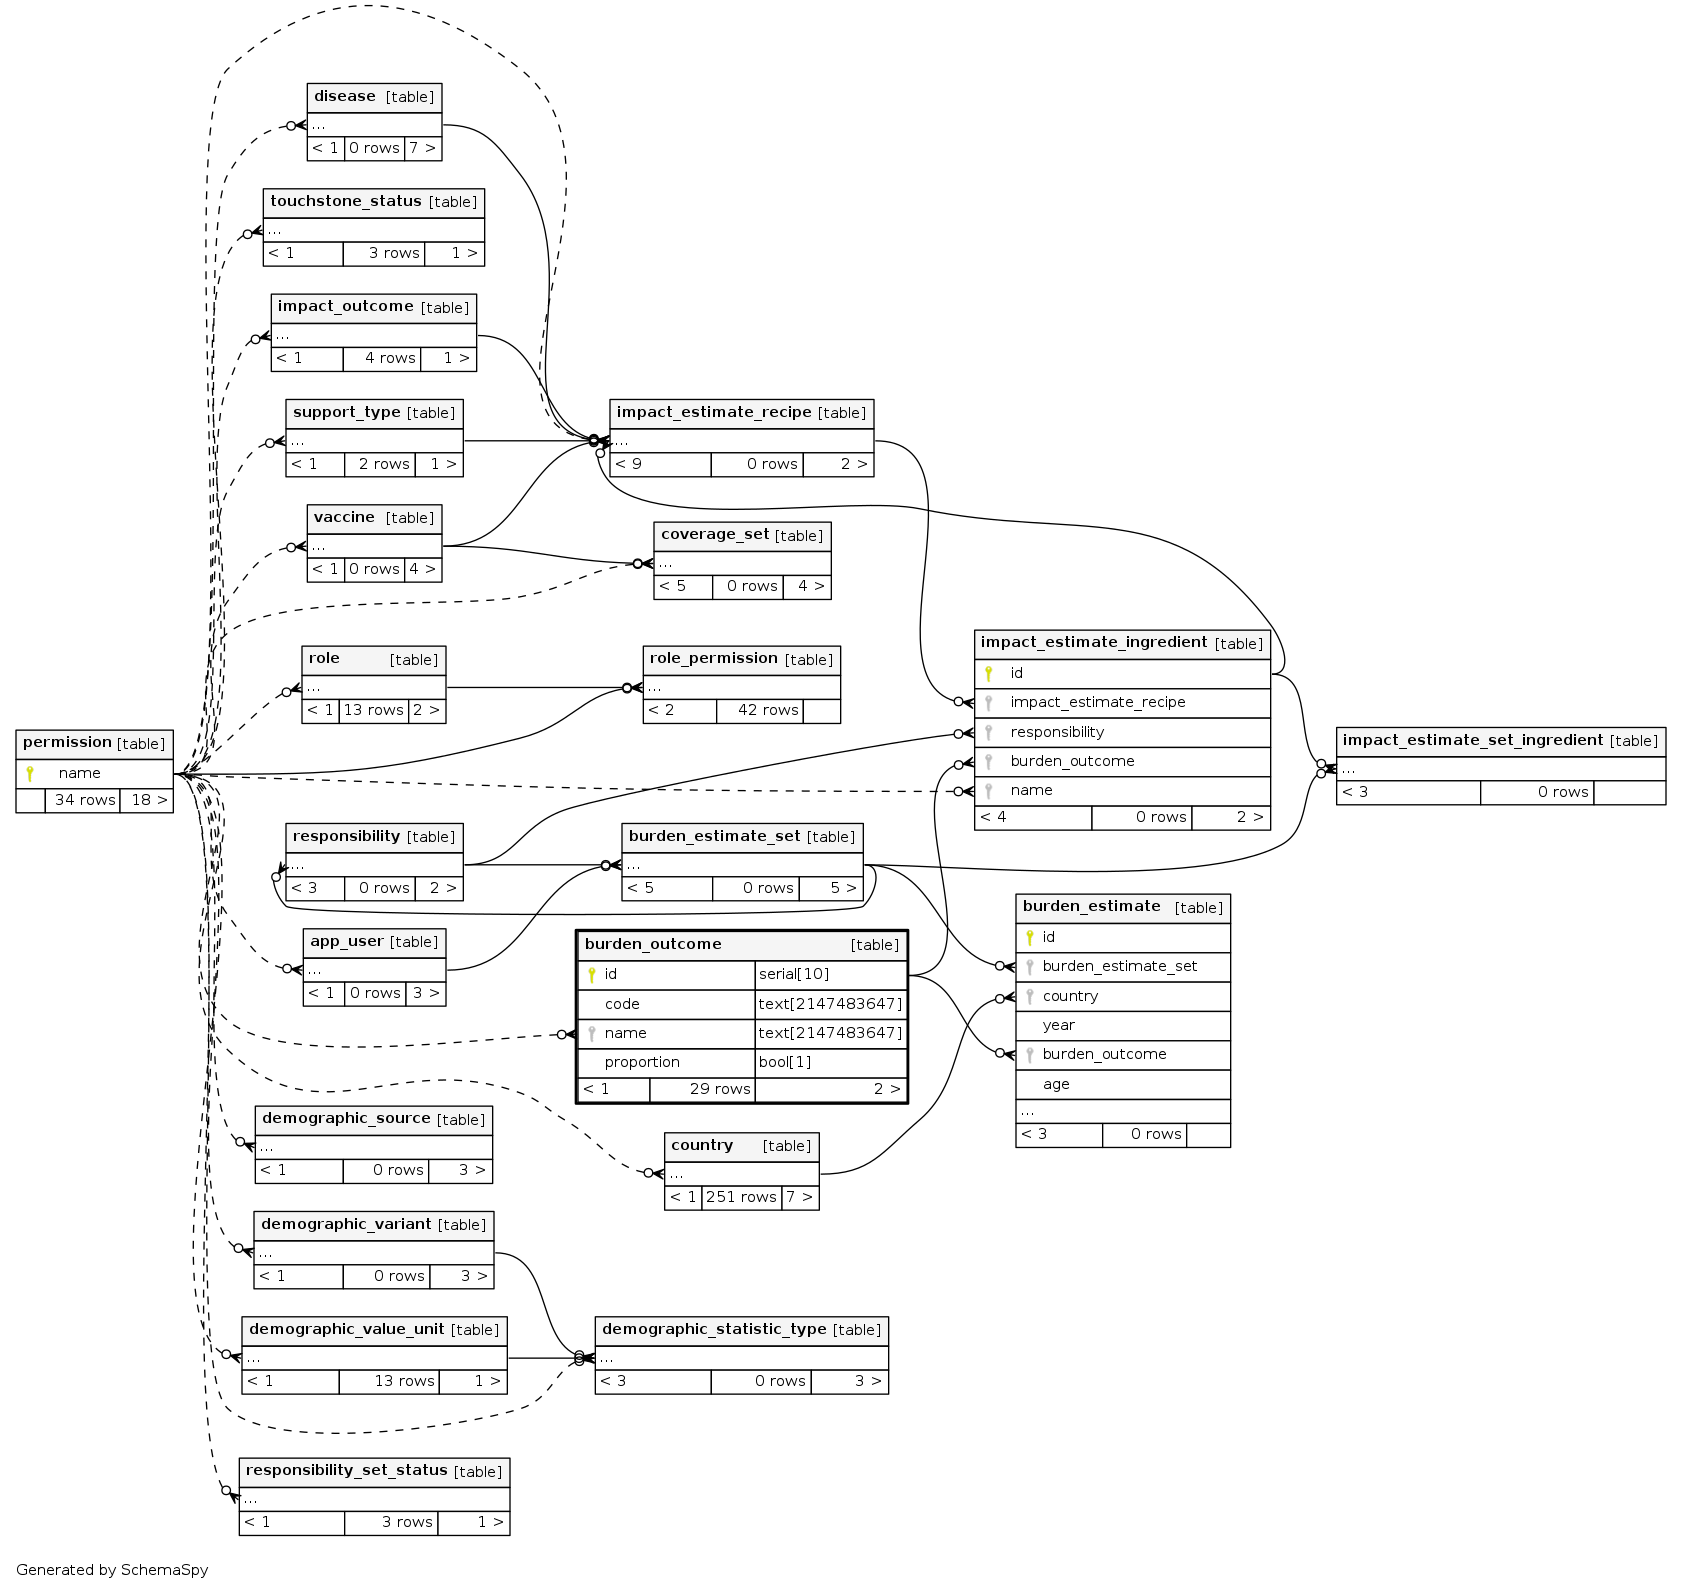 disease [table]
...
< 1 0 rows 7 >
touchstone_status [table]
...
< 1 3 rows 1 >
impact_outcome [table]
...
< 1 4 rows 1 >
support_type [table]
...
< 1 2 rows 1 >
impact_estimate_recipe [table]
...
< 9 0 rows 2 >
vaccine [table]
...
< 1 0 rows 4 >
coverage_set [table]
...
< 5 0 rows 4 >
role [table]
...
< 1 13 rows 2 >
role_permission [table]
...
< 2 42 rows
impact_estimate_ingredient [table]
id
impact_estimate_recipe
responsibility
burden_outcome
name
< 4 0 rows 2 >
permission [table]
name
34 rows 18 >
impact_estimate_set_ingredient [table]
...
< 3 0 rows
responsibility [table]
...
< 3 0 rows 2 >
burden_estimate_set [table]
...
< 5 0 rows 5 >
app_user [table]
...
< 1 0 rows 3 >
burden_outcome [table]
id serial[10]
code text[2147483647]
name text[2147483647]
proportion bool[1]
< 1 29 rows 2 >
burden_estimate [table]
id
burden_estimate_set
country
year
burden_outcome
age
...
< 3 0 rows
demographic_source [table]
...
< 1 0 rows 3 >
country [table]
...
< 1 251 rows 7 >
demographic_variant [table]
...
< 1 0 rows 3 >
demographic_value_unit [table]
...
< 1 13 rows 1 >
demographic_statistic_type [table]
...
< 3 0 rows 3 >
responsibility_set_status [table]
...
< 1 3 rows 1 >
Generated by SchemaSpy